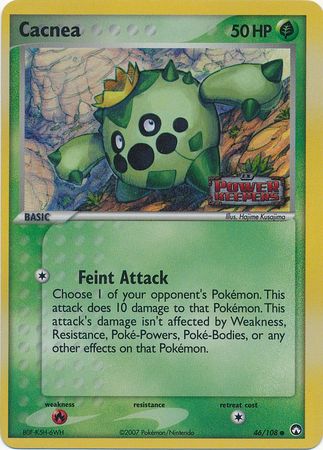 Cacnea
50 HP
EX
POWER
KEEPERS
BASIC
Illus. Hajime Kusajima
Feint Attack
Choose 1 of your opponent's Pokémon. This
attack does 10 damage to that Pokémon. This
attack's damage isn't affected by Weakness,
Resistance, Poké-Powers, Poké-Bodies, or any
other effects on that Pokémon.
weakness
resistance
retreat cost
©2007 Pokémon/Nintendo
46/108